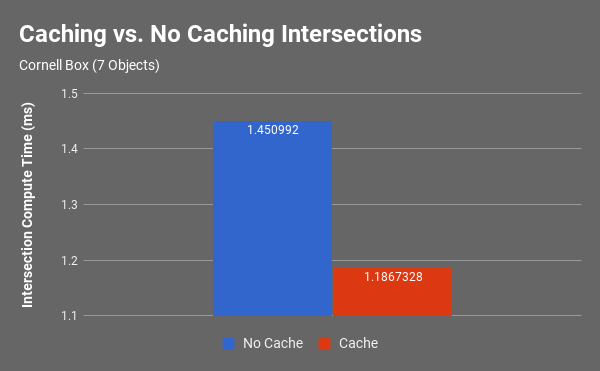 Caching vs. No Caching Intersections
Cornell Box (7 Objects)
Intersection Compute Time (ms)
1.5
1.4
1.3
1.2
1.1
1.450992
1.1867328
No Cache
Cache